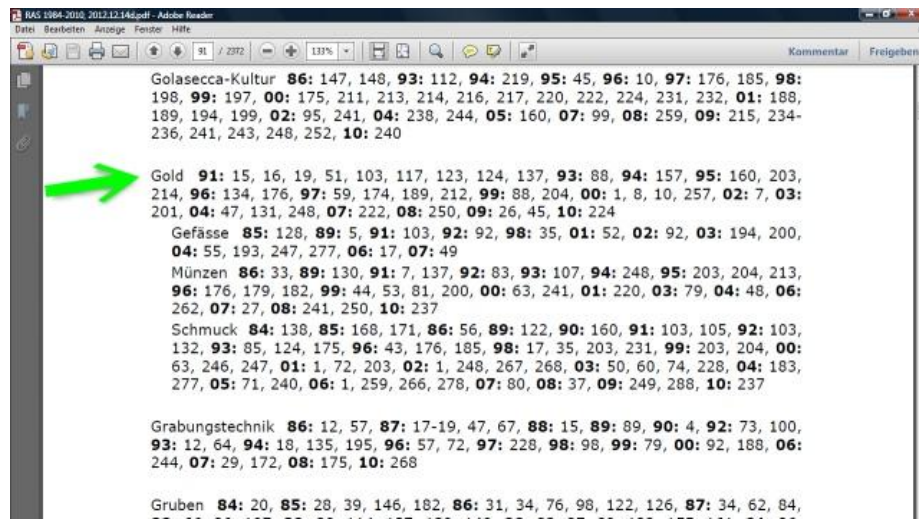 RAS 1984-2010, 2012.12.14d.pdf - Adobe Reader
Datei Bearbeiten Anzeige Fenster Hilfe
91 / 2372 133% Kommentar Freigeben
Golasecca-Kultur 86: 147, 148, 93: 112, 94: 219, 95: 45, 96: 10, 97: 176, 185, 98:
198, 99: 197, 00: 175, 211, 213, 214, 216, 217, 220, 222, 224, 231, 232, 01: 188,
189, 194, 199, 02: 95, 241, 04: 238, 244, 05: 160, 07: 99, 08: 259, 09: 215, 234-
236, 241, 243, 248, 252, 10: 240
Gold 91: 15, 16, 19, 51, 103, 117, 123, 124, 137, 93: 88, 94: 157, 95: 160, 203,
214, 96: 134, 176, 97: 59, 174, 189, 212, 99: 88, 204, 00: 1, 8, 10, 257, 02: 7, 03:
201, 04: 47, 131, 248, 07: 222, 08: 250, 09: 26, 45, 10: 224
Gefässe 85: 128, 89: 5, 91: 103, 92: 92, 98: 35, 01: 52, 02: 92, 03: 194, 200,
04: 55, 193, 247, 277, 06: 17, 07: 49
Münzen 86: 33, 89: 130, 91: 7, 137, 92: 83, 93: 107, 94: 248, 95: 203, 204, 213,
96: 176, 179, 182, 99: 44, 53, 81, 200, 00: 63, 241, 01: 220, 03: 79, 04: 48, 06:
262, 07: 27, 08: 241, 250, 10: 237
Schmuck 84: 138, 85: 168, 171, 86: 56, 89: 122, 90: 160, 91: 103, 105, 92: 103,
132, 93: 85, 124, 175, 96: 43, 176, 185, 98: 17, 35, 203, 231, 99: 203, 204, 00:
63, 246, 247, 01: 1, 72, 203, 02: 1, 248, 267, 268, 03: 50, 60, 74, 228, 04: 183,
277, 05: 71, 240, 06: 1, 259, 266, 278, 07: 80, 08: 37, 09: 249, 288, 10: 237
Grabungstechnik 86: 12, 57, 87: 17-19, 47, 67, 88: 15, 89: 89, 90: 4, 92: 73, 100,
93: 12, 64, 94: 18, 135, 195, 96: 57, 72, 97: 228, 98: 98, 99: 79, 00: 92, 188, 06:
244, 07: 29, 172, 08: 175, 10: 268
Gruben 84: 20, 85: 28, 39, 146, 182, 86: 31, 34, 76, 98, 122, 126, 87: 34, 62, 84,